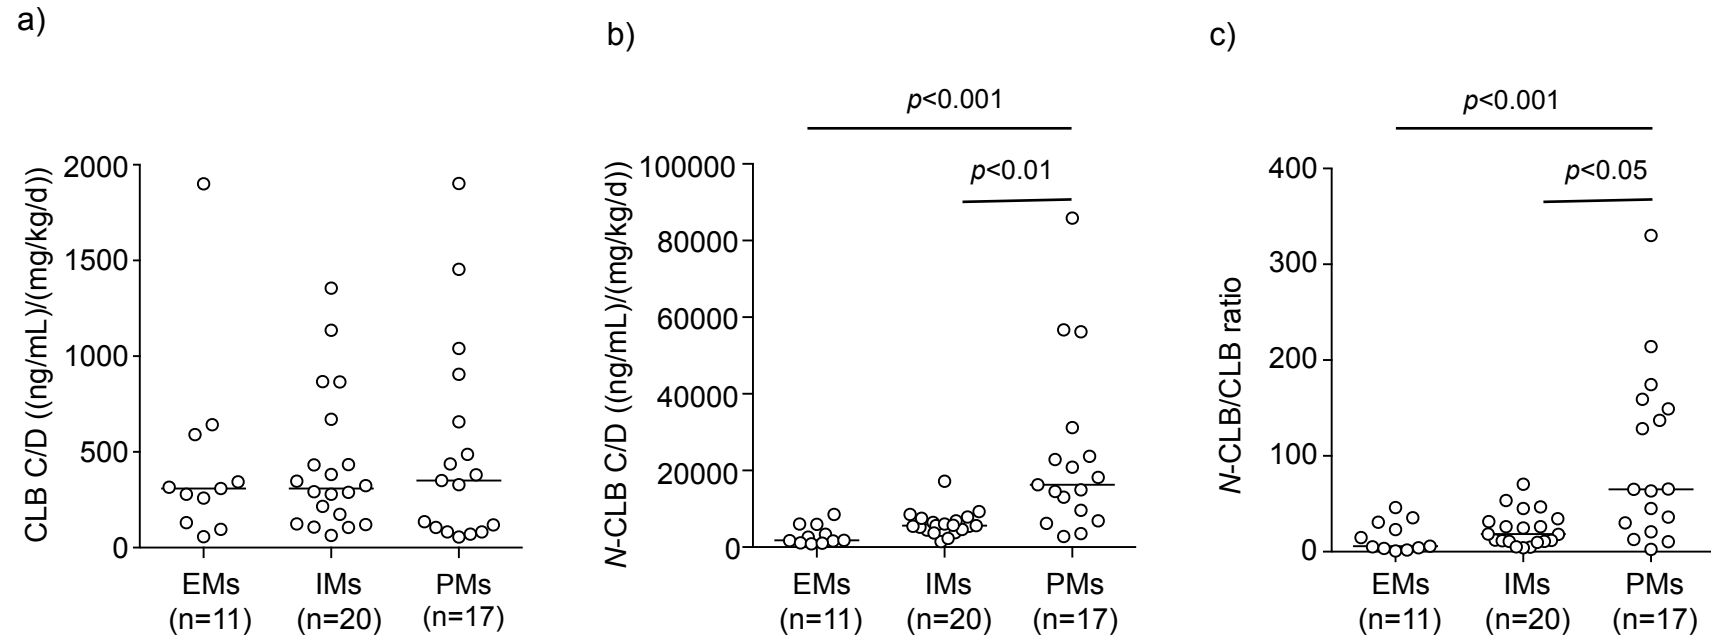 a)
CLB C/D ((ng/mL)/(mg/kg/d))
2000
1500
1000
500
0
EMs
(n=11)
IMs
(n=20)
PMs
(n=17)
b)
N-CLB C/D ((ng/mL)/(mg/kg/d))
p<0.001
p<0.01
100000
80000
60000
40000
20000
0
EMs
(n=11)
IMs
(n=20)
PMs
(n=17)
c)
N-CLB/CLB ratio
p<0.001
p<0.05
400
300
200
100
0
EMs
(n=11)
IMs
(n=20)
PMs
(n=17)